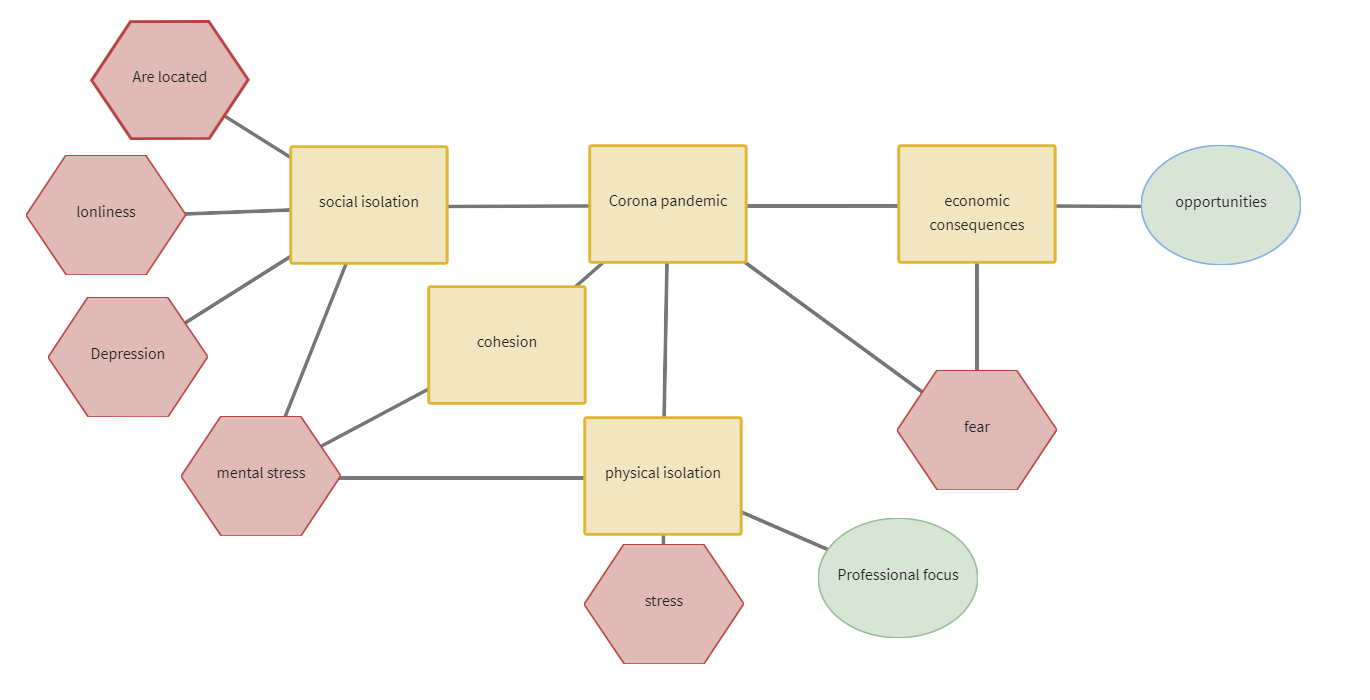 Are located
lonliness
social isolation
Corona pandemic
economic
consequences
opportunities
Depression
cohesion
mental stress
physical isolation
fear
Professional focus
stress